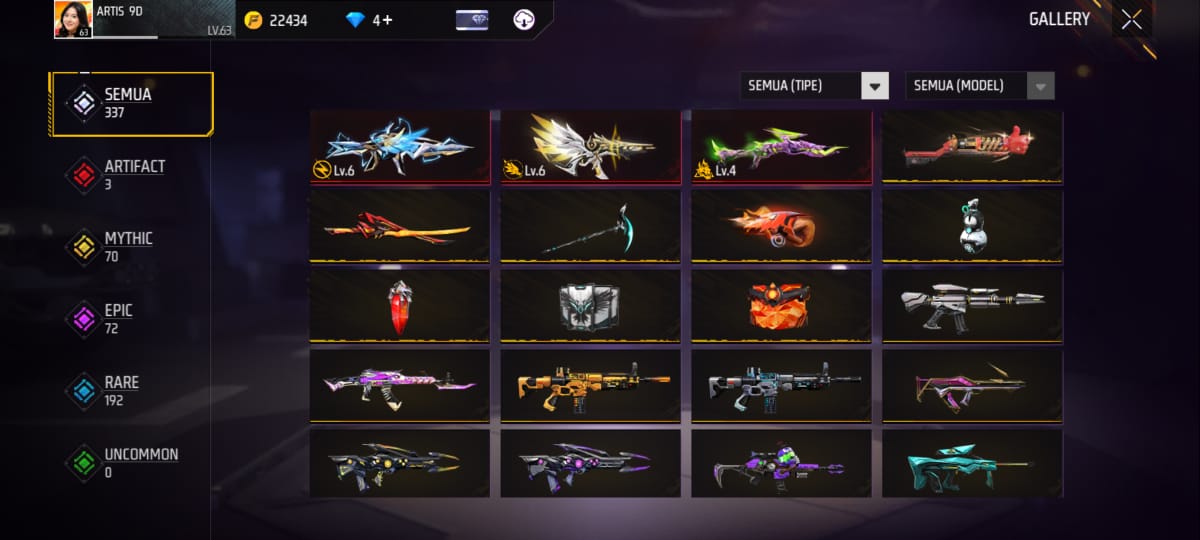 ARTIS 9D
63
LV.63
22434
4+
GALLERY
SEMUA
337
ARTIFACT
3
MYTHIC
70
EPIC
72
RARE
192
UNCOMMON
0
SEMUA (TIPE)
SEMUA (MODEL)
Lv.6
Lv.6
Lv.4